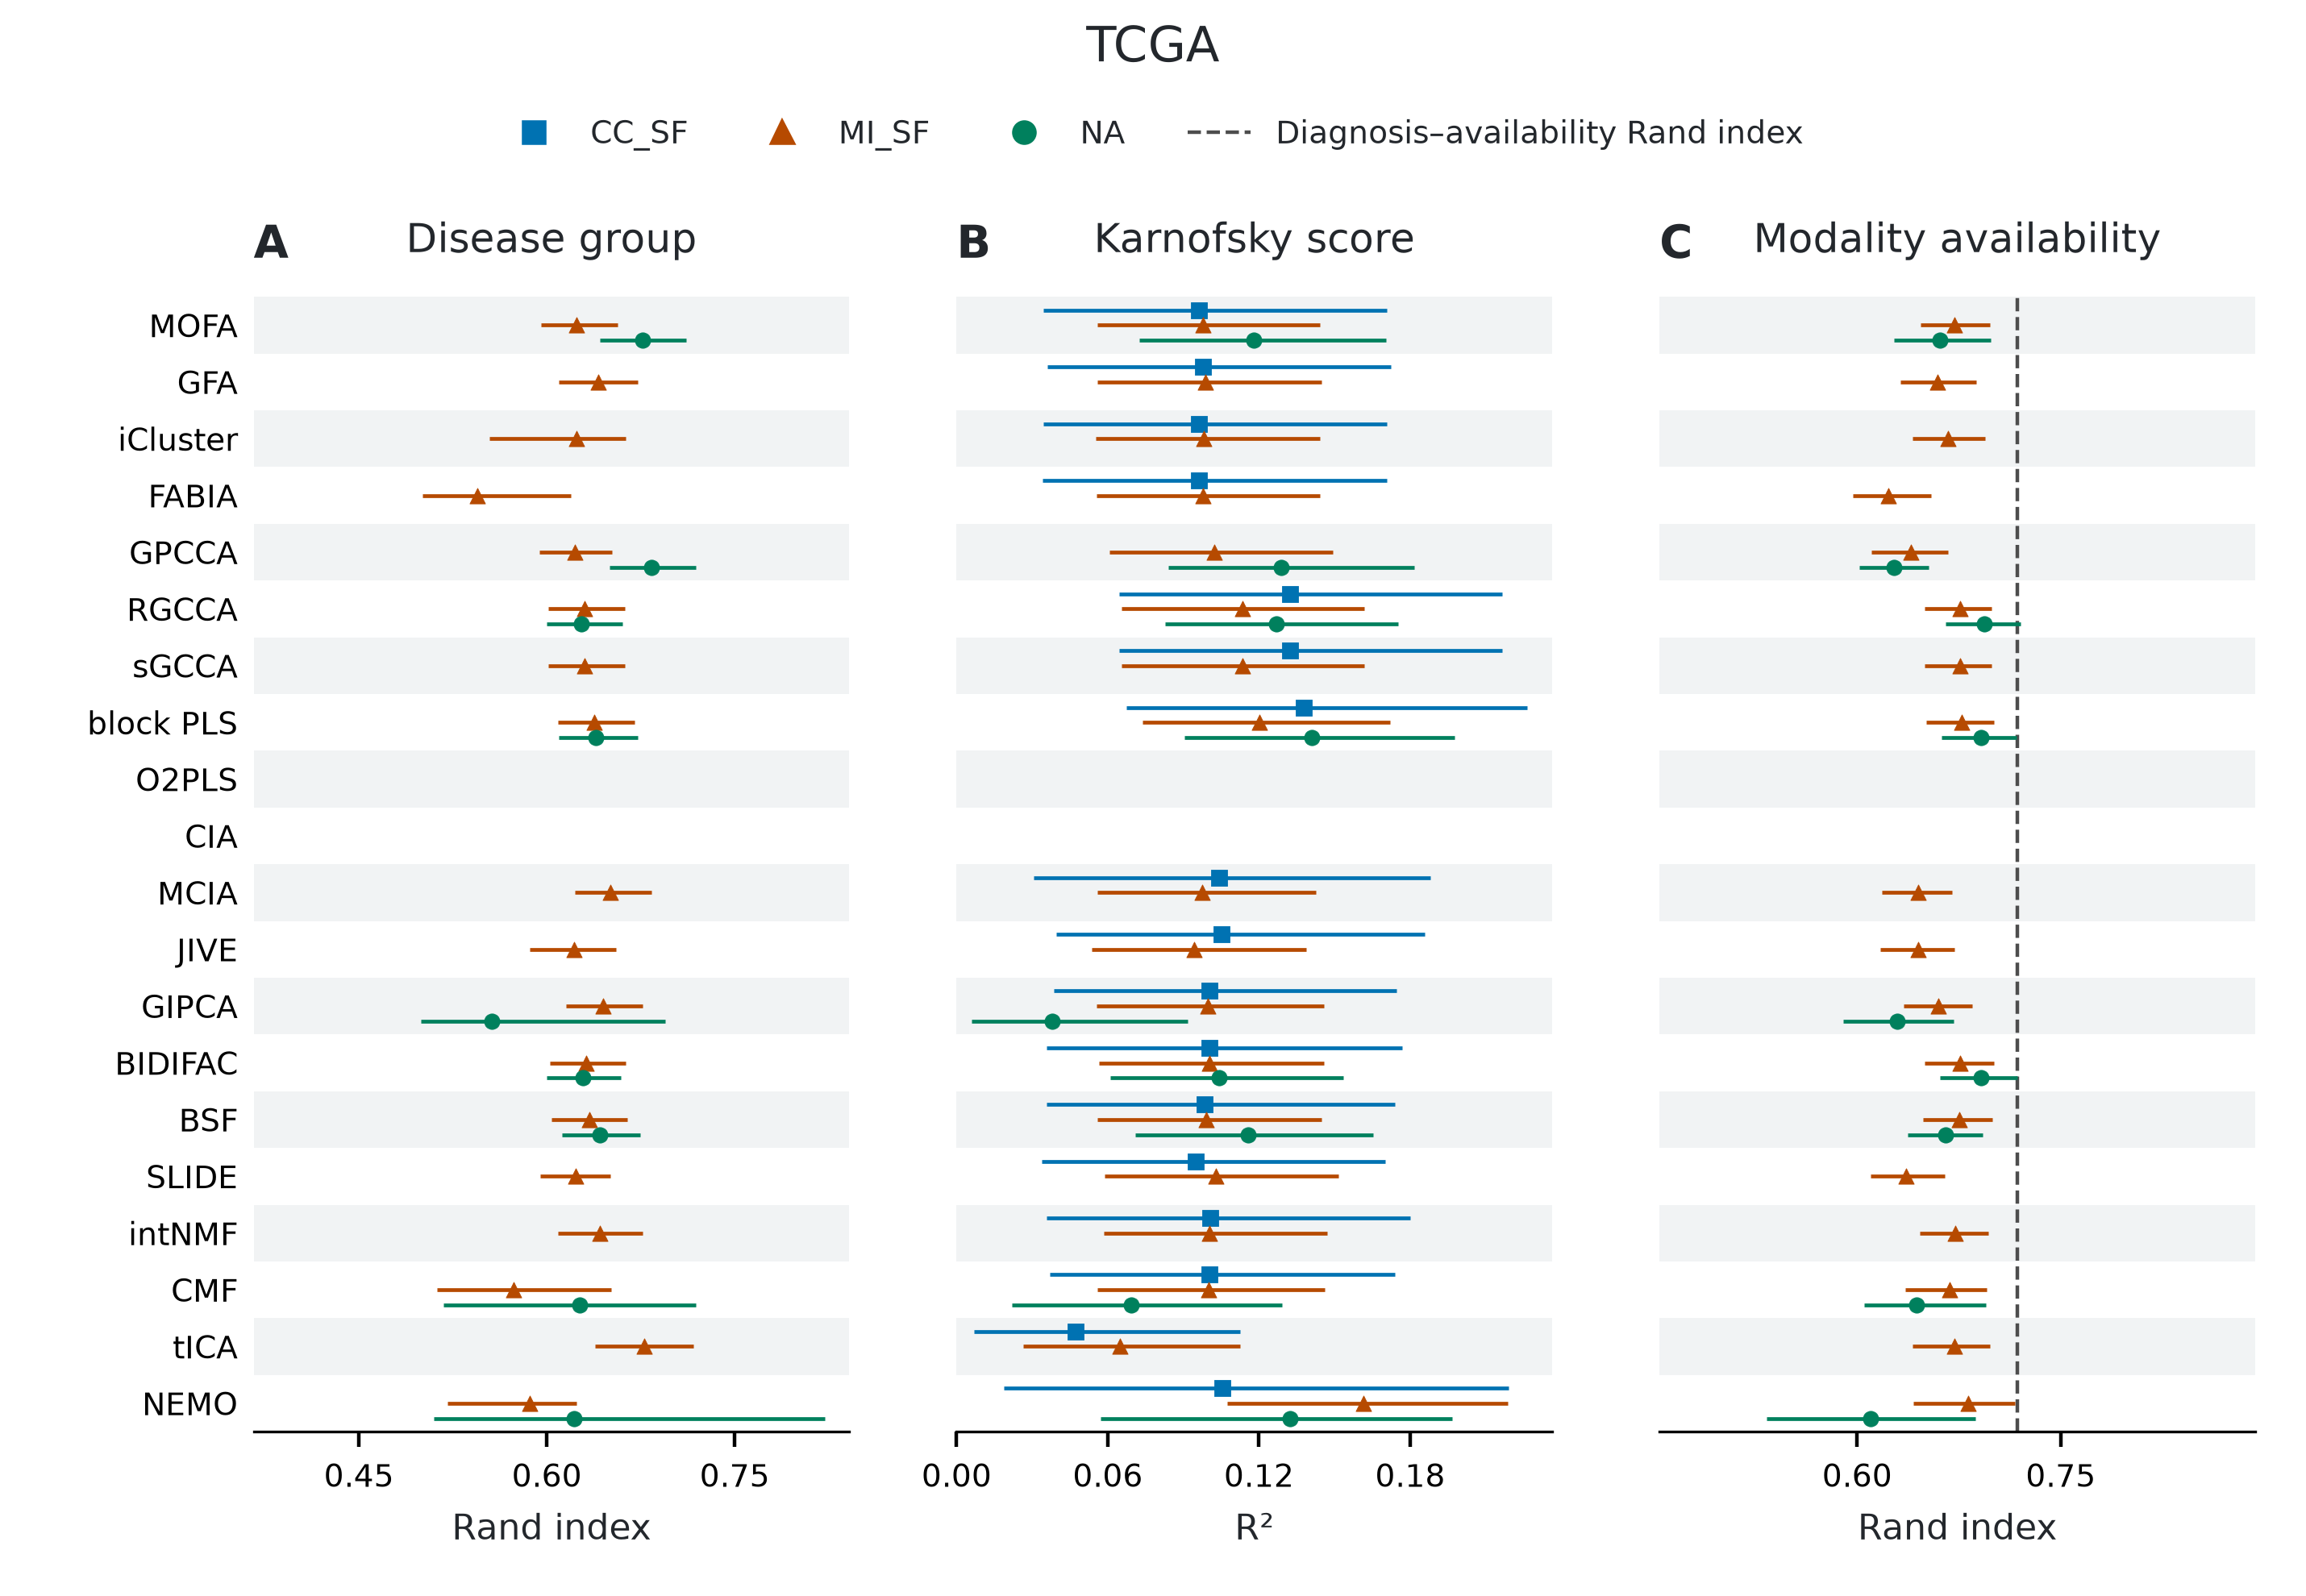 TCGA
CC_SF MI_SF NA Diagnosis–availability Rand index
A Disease group B Karnofsky score C Modality availability
MOFA
GFA
iCluster
FABIA
GPCCA
RGCCA
sGCCA
block PLS
O2PLS
CIA
MCIA
JIVE
GIPCA
BIDIFAC
BSF
SLIDE
intNMF
CMF
tICA
NEMO
0.45 0.60 0.75 0.00 0.06 0.12 0.18 0.60 0.75
Rand index R² Rand index